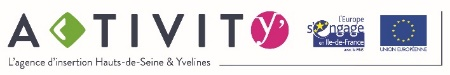 ACTIVITY'
L'agence d'insertion Hauts-de-Seine & Yvelines
L'Europe
s'engage
en Île-de-France
UNION EUROPÉENNE